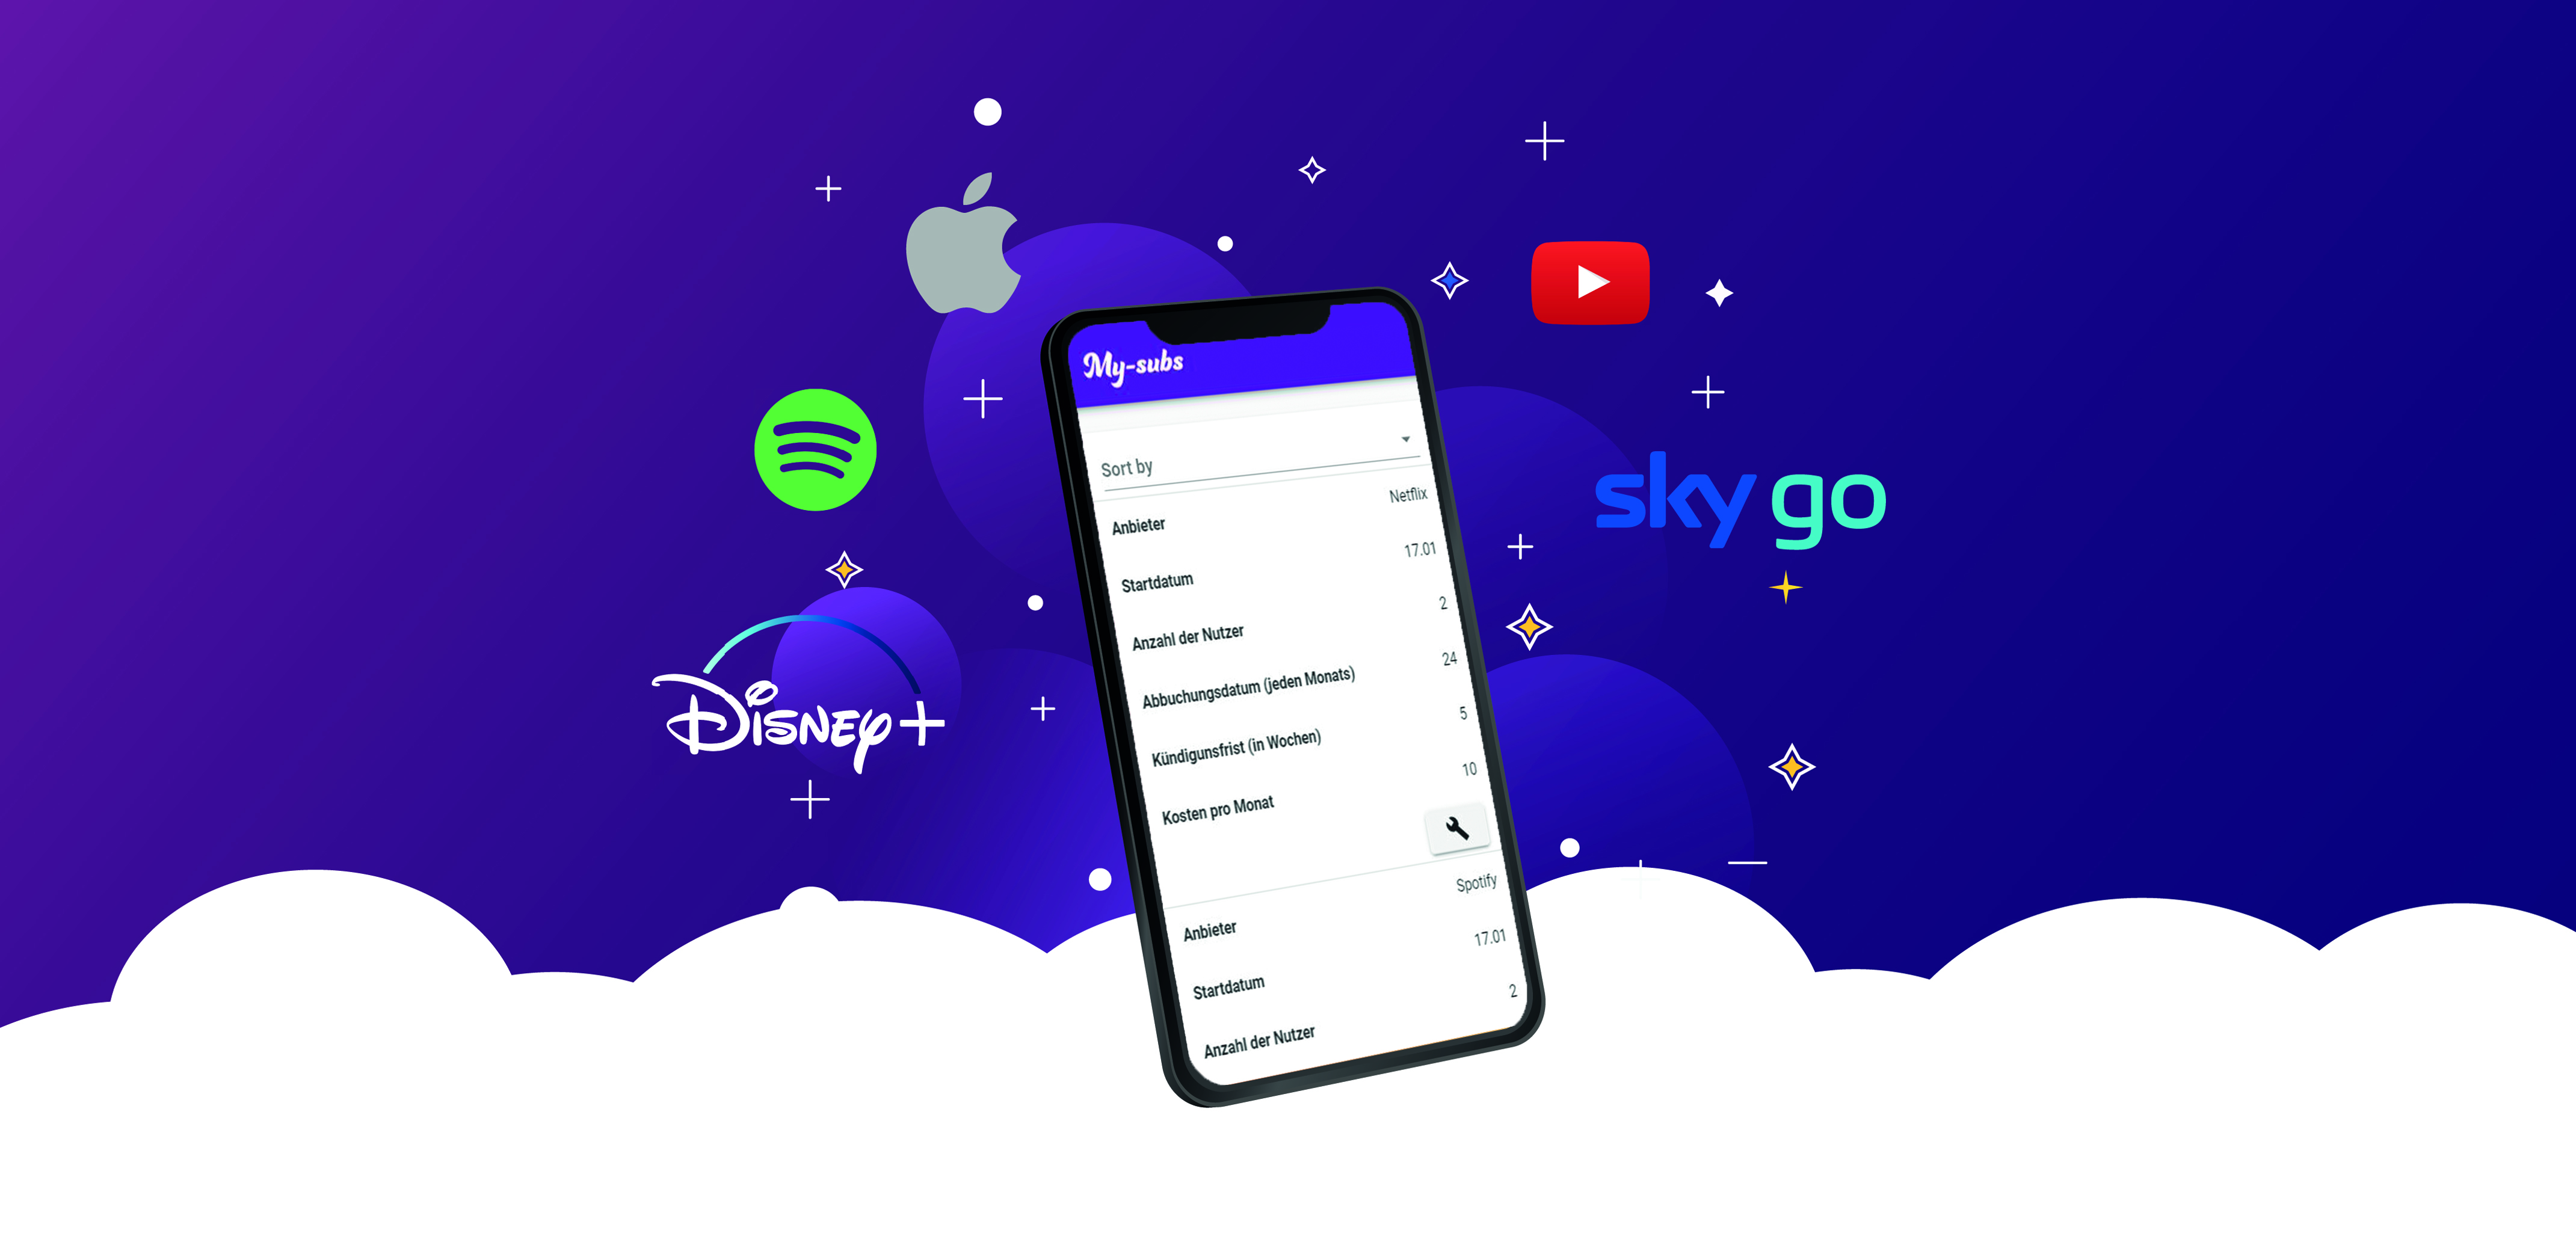 My-subs
Sort by
Anbieter Netflix
Startdatum 17.01
Anzahl der Nutzer 2
Abbuchungsdatum (jeden Monats) 24
Kündigunsfrist (in Wochen) 5
Kosten pro Monat 10
Anbieter Spotify
Startdatum 17.01
Anzahl der Nutzer 2
Disney+
sky go